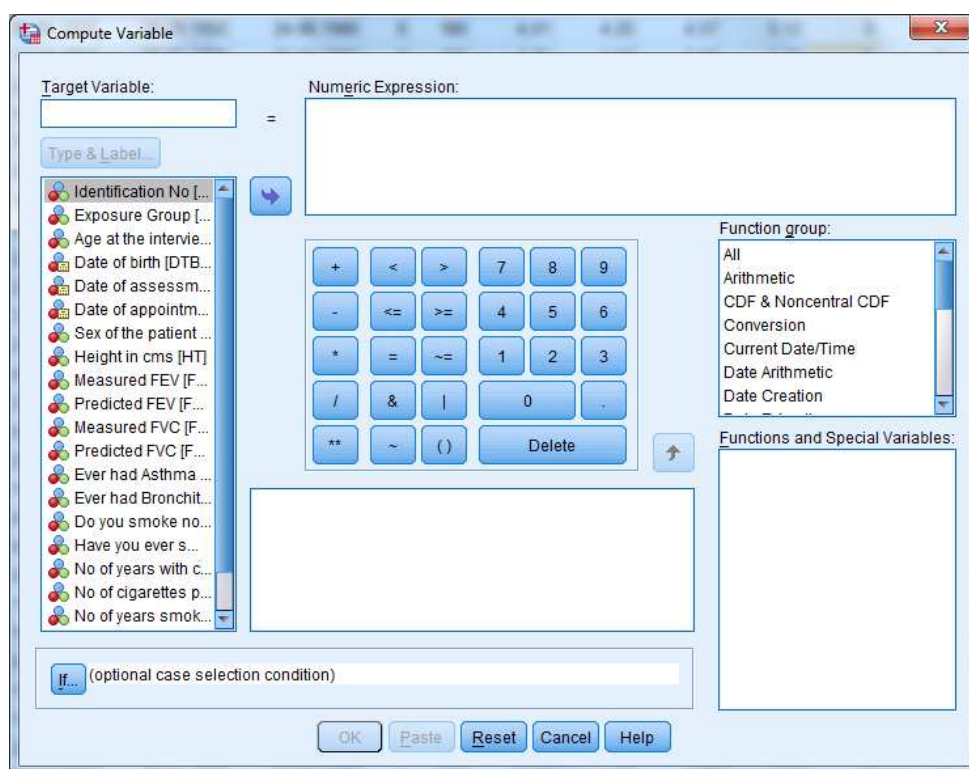 Compute Variable
Target Variable:
Numeric Expression:
=
Type & Label...
Identification No [...
Exposure Group [...
Age at the intervie...
Date of birth [DTB...
Date of assessm...
Date of appointm...
Sex of the patient ...
Height in cms [HT]
Measured FEV [F...
Predicted FEV [F...
Measured FVC [F...
Predicted FVC [F...
Ever had Asthma ...
Ever had Bronchit...
Do you smoke no...
Have you ever s...
No of years with c...
No of cigarettes p...
No of years smok...
+ < > 7 8 9
- <= >= 4 5 6
* = ~= 1 2 3
/ & | 0 .
** ~ ( ) Delete
Function group:
All
Arithmetic
CDF & Noncentral CDF
Conversion
Current Date/Time
Date Arithmetic
Date Creation
Functions and Special Variables:
If... (optional case selection condition)
OK Paste Reset Cancel Help